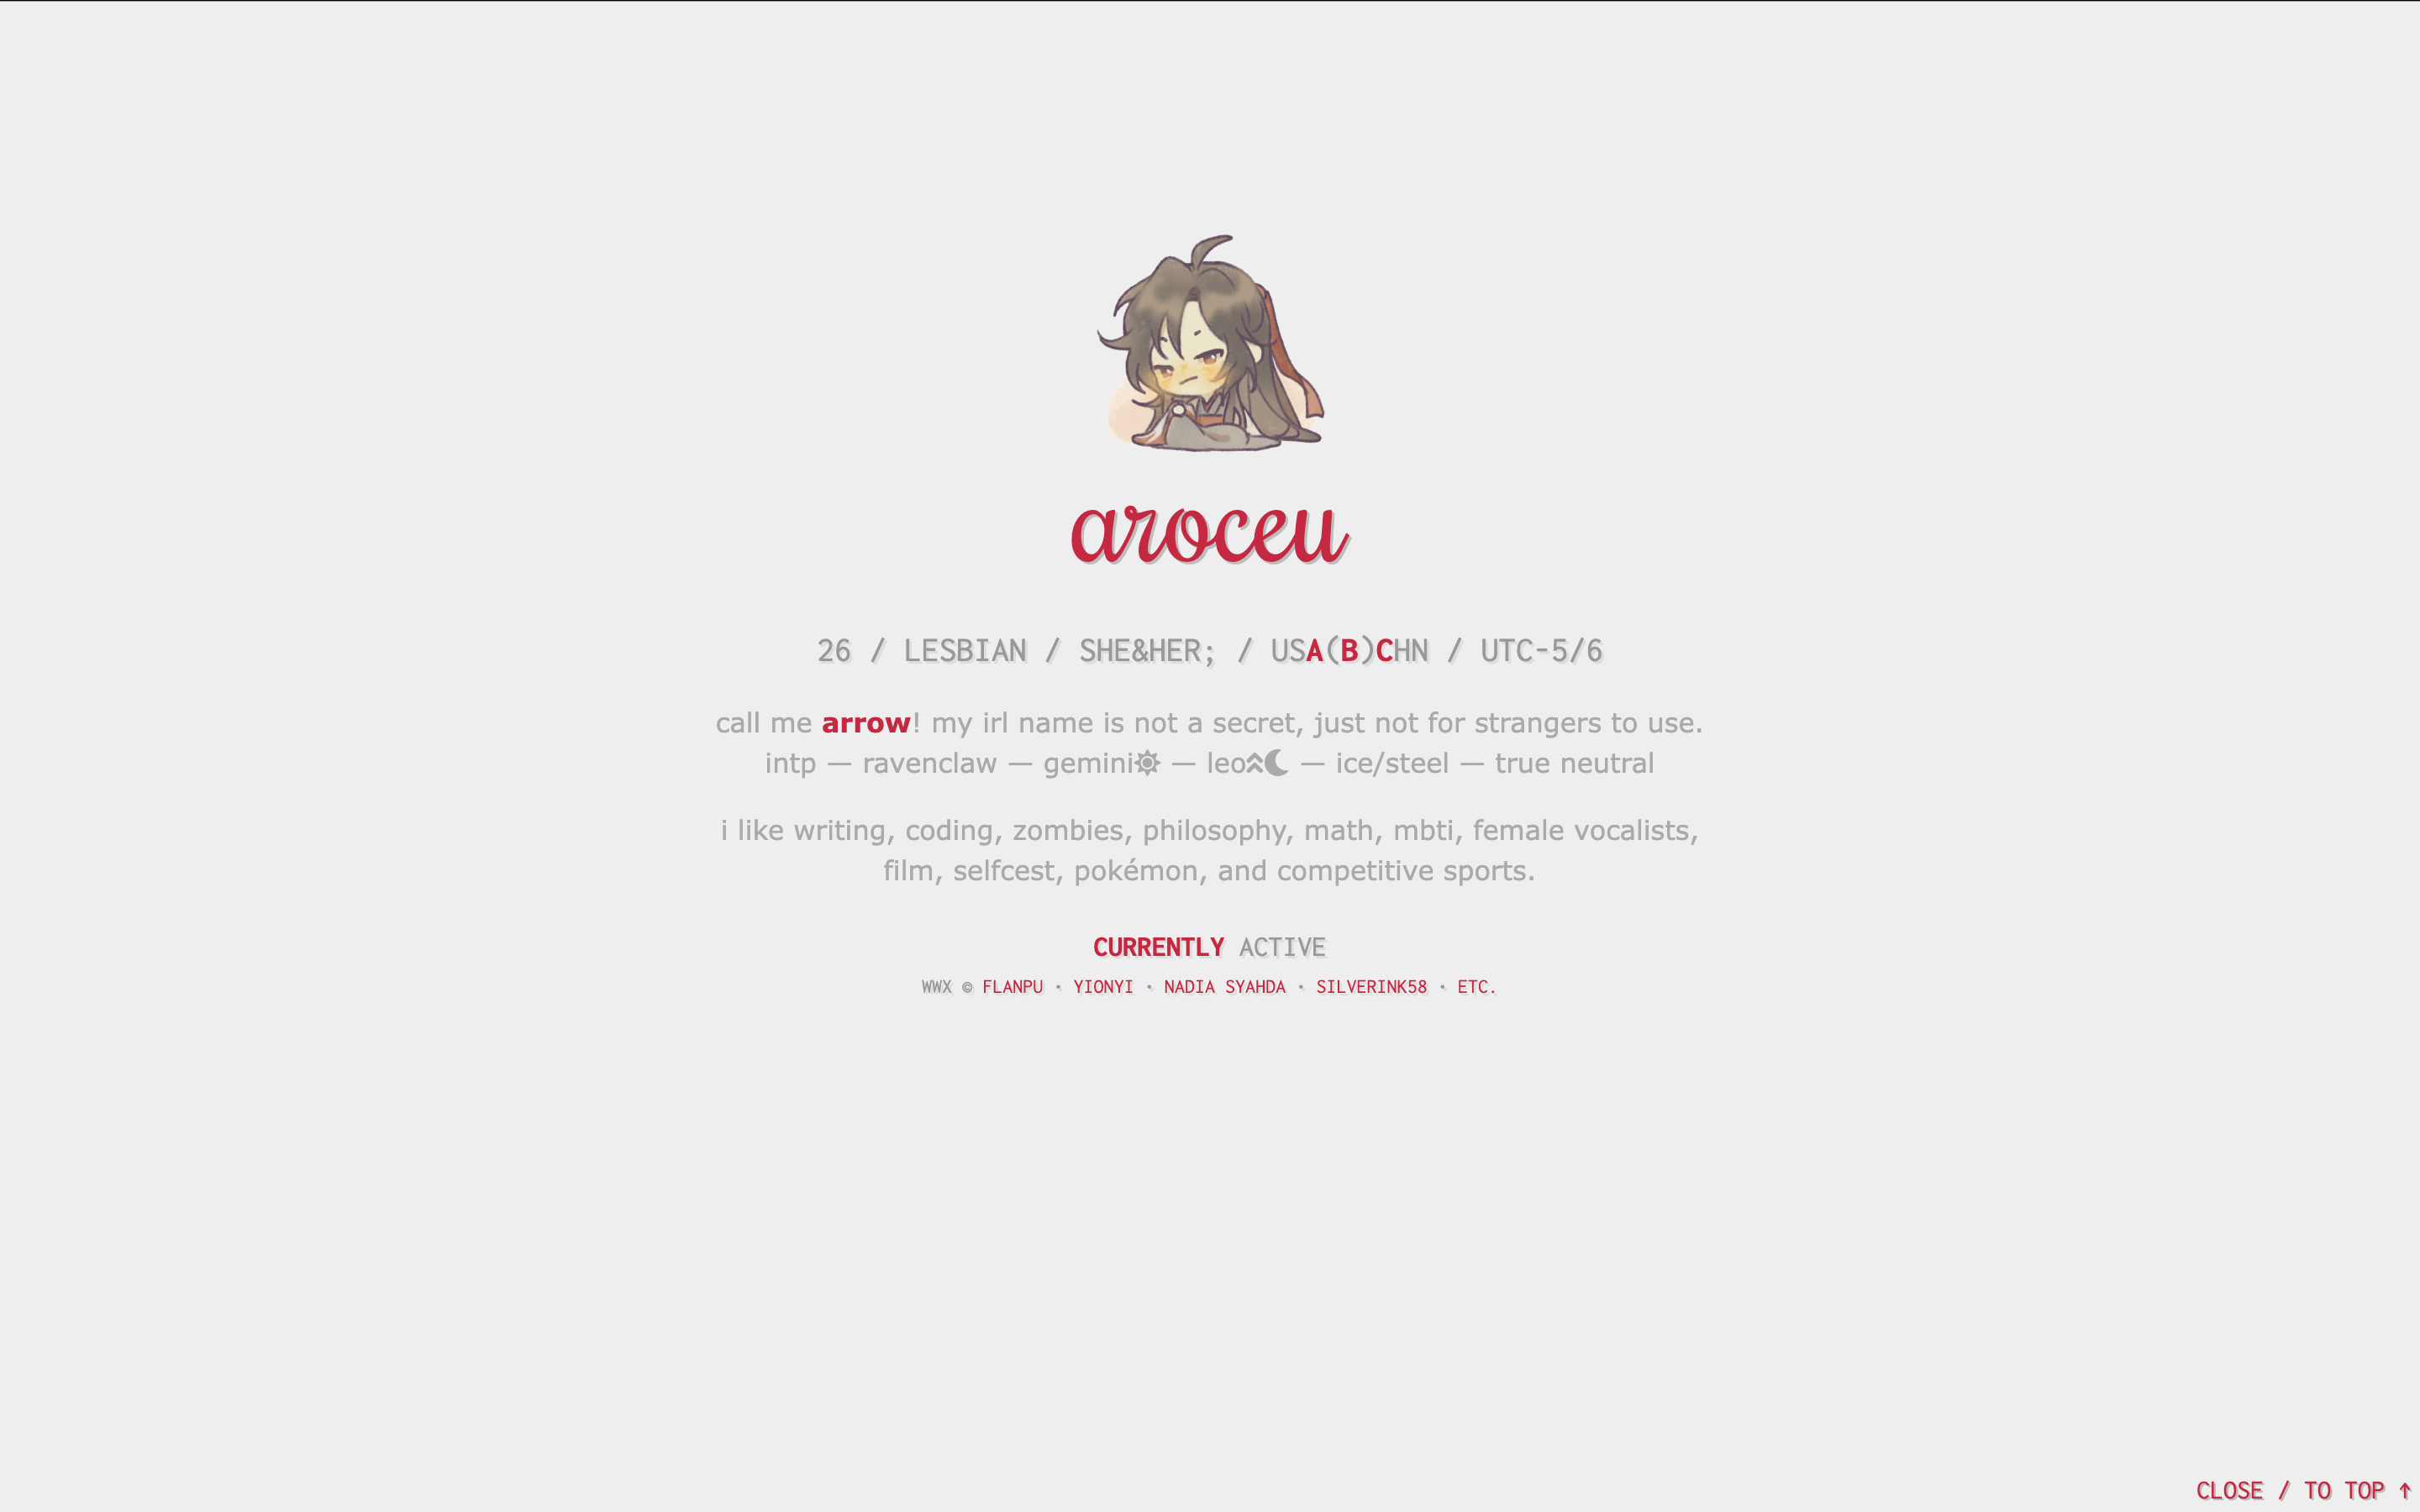 aroceu
26 / LESBIAN / SHE&HER; / USA(B)CHN / UTC-5/6
call me arrow! my irl name is not a secret, just not for strangers to use.
intp — ravenclaw — gemini — leo — ice/steel — true neutral
i like writing, coding, zombies, philosophy, math, mbti, female vocalists,
film, selfcest, pokémon, and competitive sports.
CURRENTLY ACTIVE
WWX © FLANPU · YIONYI · NADIA SYAHDA · SILVERINK58 · ETC.
CLOSE / TO TOP ↑